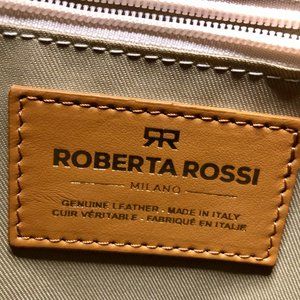 RR
ROBERTA ROSSI
MILANO
GENUINE LEATHER - MADE IN ITALY
CUIR VÉRITABLE - FABRIQUÉ EN ITALIE